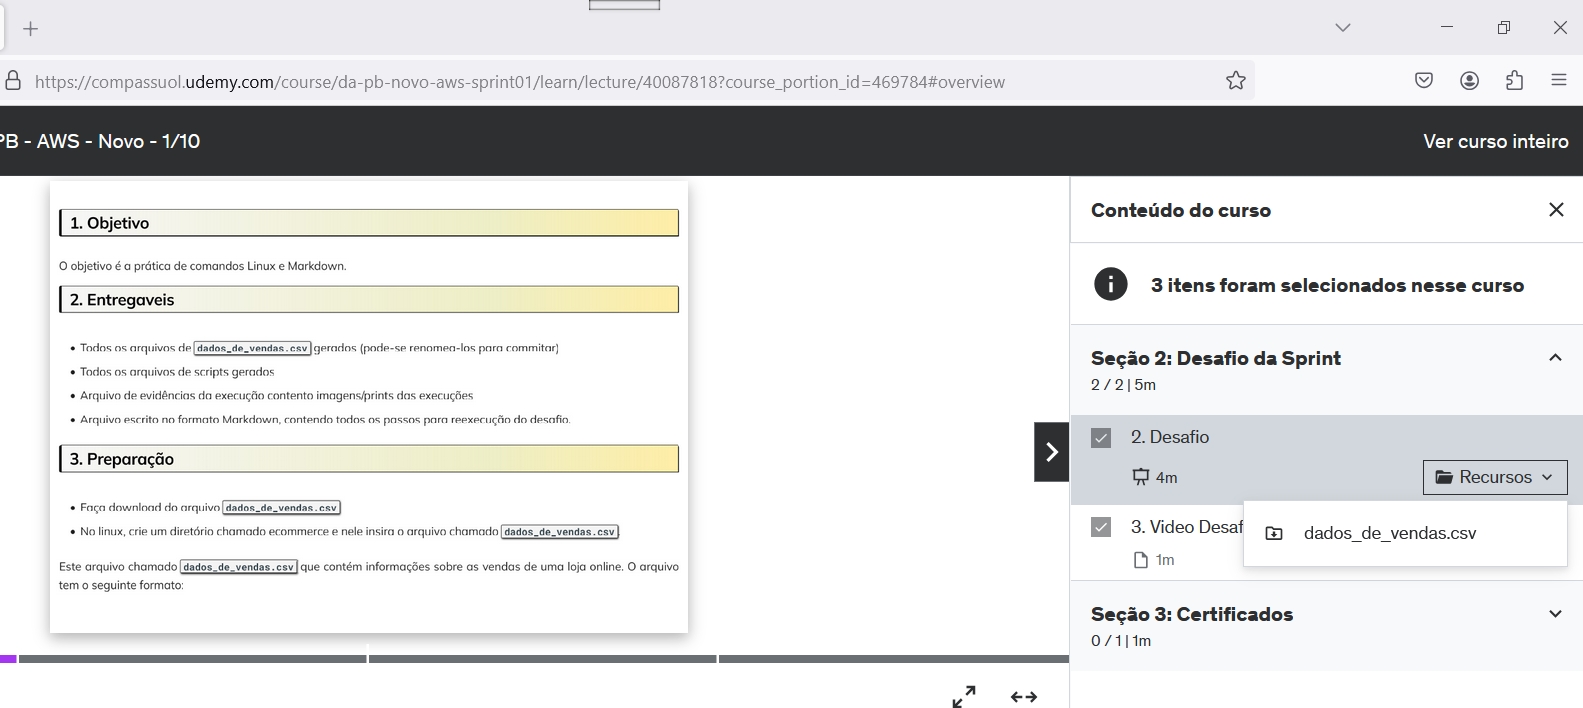 https://compassuol.udemy.com/course/da-pb-novo-aws-sprint01/learn/lecture/40087818?course_portion_id=469784#overview
PB - AWS - Novo - 1/10
Ver curso inteiro
1. Objetivo
O objetivo é a prática de comandos Linux e Markdown.
2. Entregaveis
• Todos os arquivos de dados_de_vendas.csv gerados (pode-se renomea-los para commitar)
• Todos os arquivos de scripts gerados
• Arquivo de evidências da execução contento imagens/prints das execuções
• Arquivo escrito no formato Markdown, contendo todos os passos para reexecução do desafio.
3. Preparação
• Faça download do arquivo dados_de_vendas.csv
• No linux, crie um diretório chamado ecommerce e nele insira o arquivo chamado dados_de_vendas.csv.
Este arquivo chamado dados_de_vendas.csv que contém informações sobre as vendas de uma loja online. O arquivo
tem o seguinte formato:
Conteúdo do curso
3 itens foram selecionados nesse curso
Seção 2: Desafio da Sprint
2 / 2 | 5m
2. Desafio
4m
Recursos
dados_de_vendas.csv
3. Video Desaf
1m
Seção 3: Certificados
0 / 1 | 1m